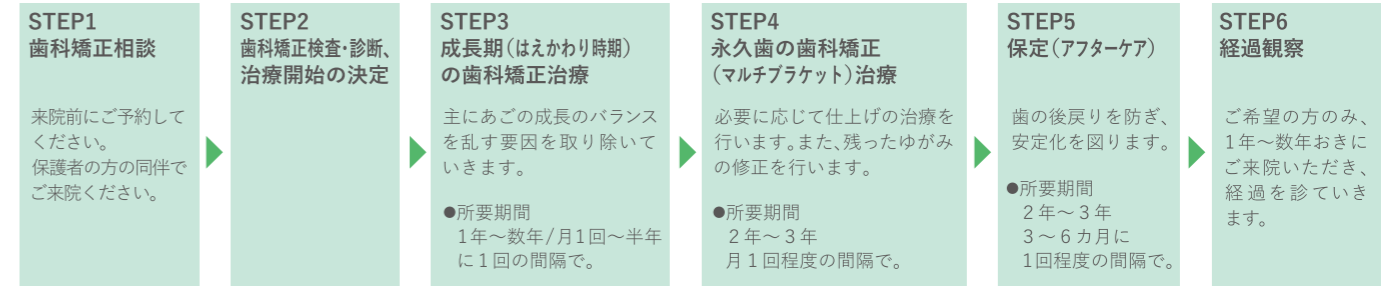 STEP1
歯科矯正相談
来院前にご予約して
ください。
保護者の方の同伴で
ご来院ください。
STEP2
歯科矯正検査・診断、
治療開始の決定
STEP3
成長期（はえかわり時期）
の歯科矯正治療
主にあごの成長のバランス
を乱す要因を取り除いて
いきます。
●所要期間
1年〜数年/月1回〜半年
に１回の間隔で。
STEP4
永久歯の歯科矯正
（マルチブラケット）治療
必要に応じて仕上げの治療を
行います。また、残ったゆがみ
の修正を行います。
●所要期間
２年〜３年
月１回程度の間隔で。
STEP5
保定（アフターケア）
歯の後戻りを防ぎ、
安定化を図ります。
●所要期間
２年〜３年
３〜６カ月に
1回程度の間隔で。
STEP6
経過観察
ご希望の方のみ、
1年〜数年おきに
ご来院いただき、
経過を診ていき
ます。